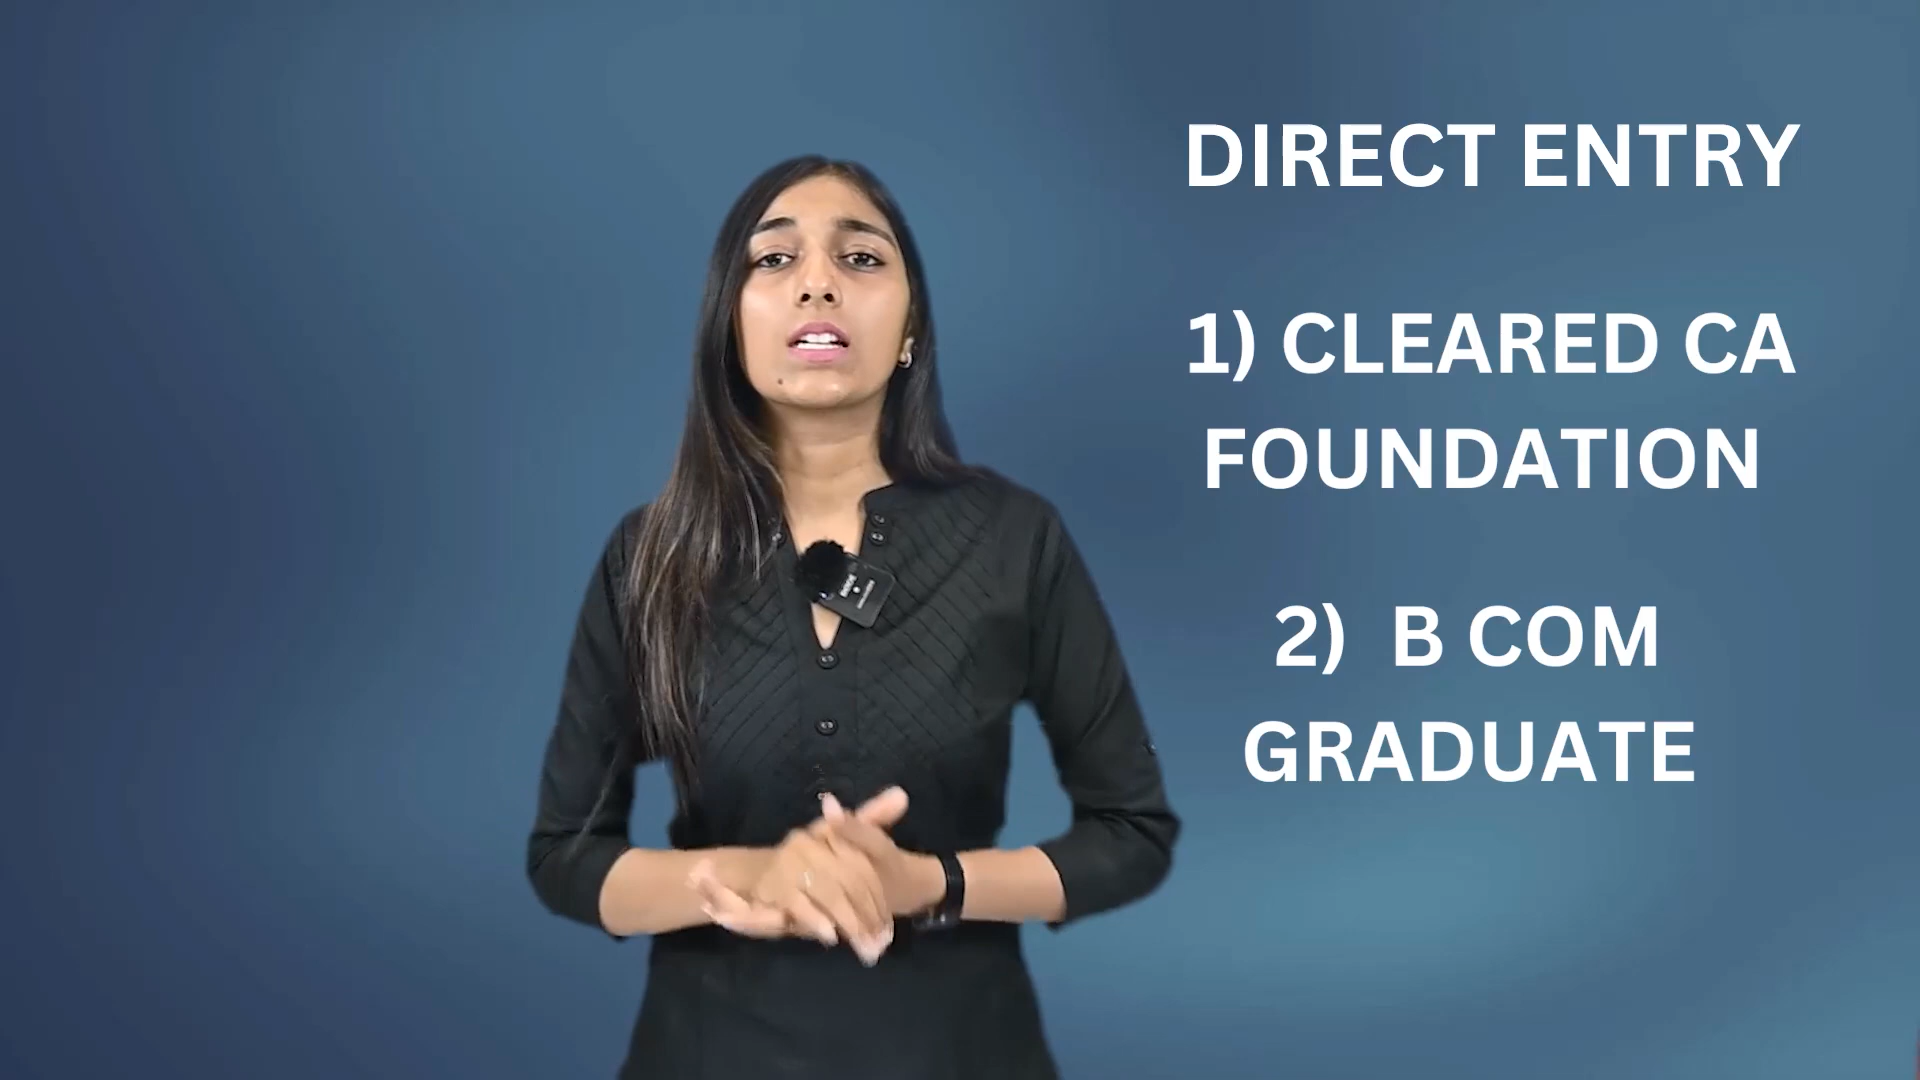 DIRECT ENTRY
1) CLEARED CA
FOUNDATION
2) B COM
GRADUATE